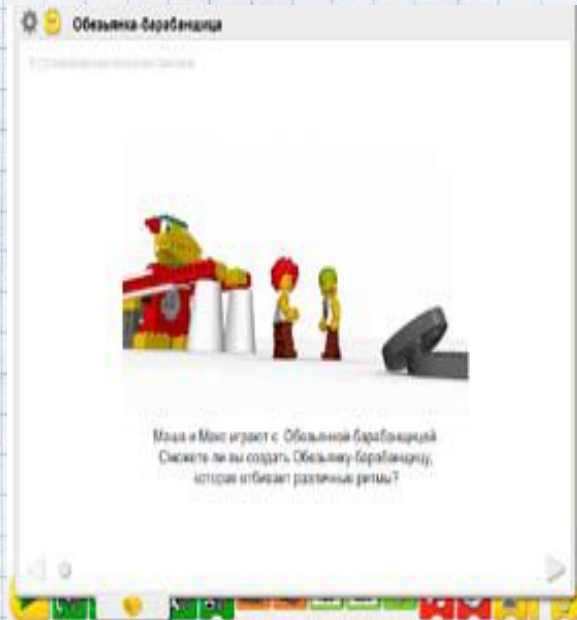 Обезьянка-барабанщица
Маша и Макс играют с Обезьянкой барабанщицей.
Сможете ли вы создать Обезьянку-барабанщицу,
которая отбивает различные ритмы?